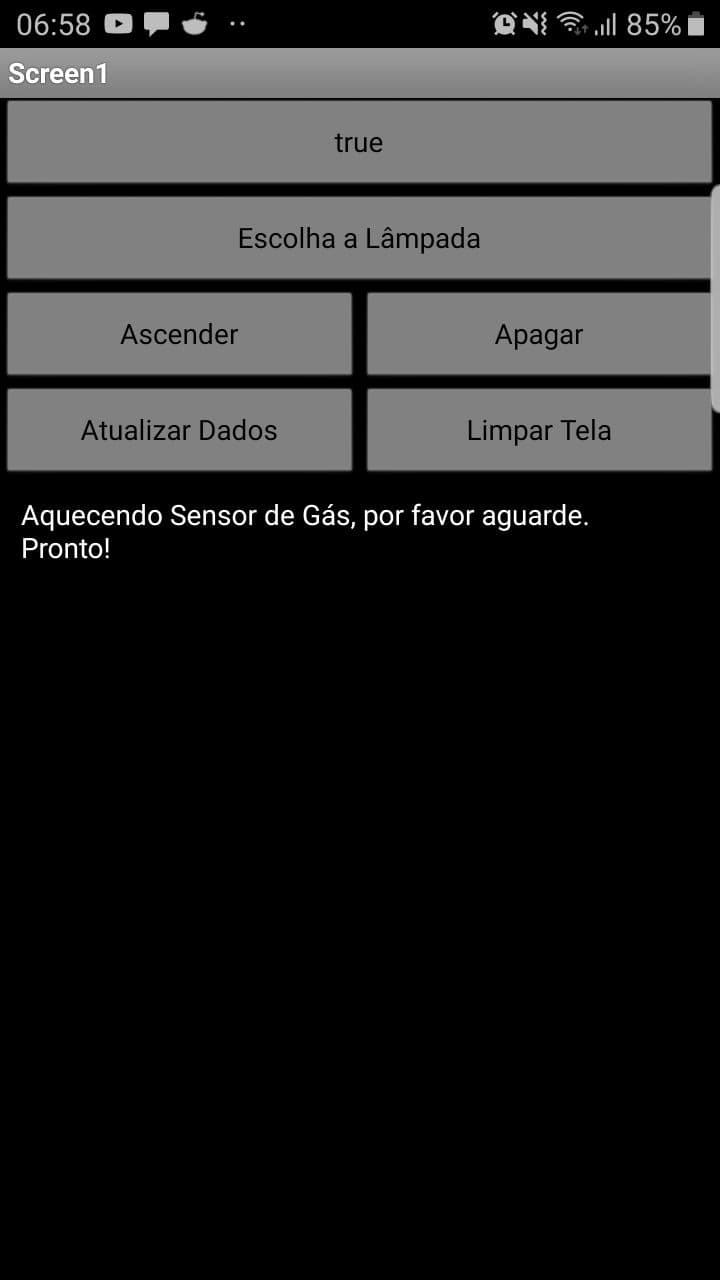 06:58
85%
Screen1
true
Escolha a Lâmpada
Ascender
Apagar
Atualizar Dados
Limpar Tela
Aquecendo Sensor de Gás, por favor aguarde.
Pronto!